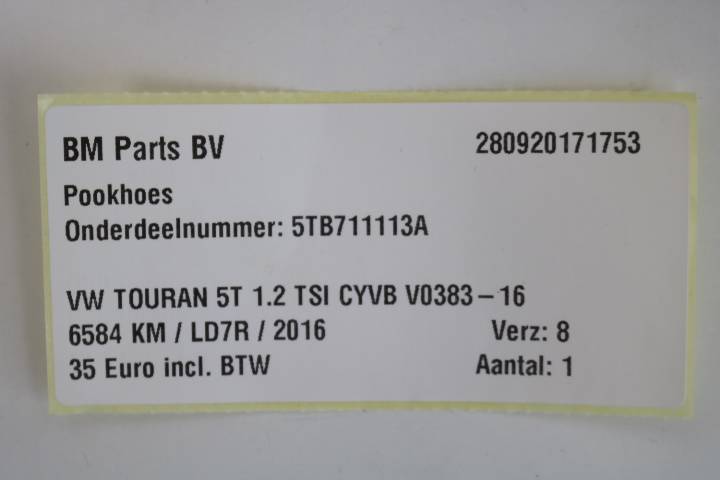 BM Parts BV 280920171753
Pookhoes
Onderdeelnummer: 5TB711113A
VW TOURAN 5T 1.2 TSI CYVB V0383-16
6584 KM / LD7R / 2016 Verz: 8
35 Euro incl. BTW Aantal: 1